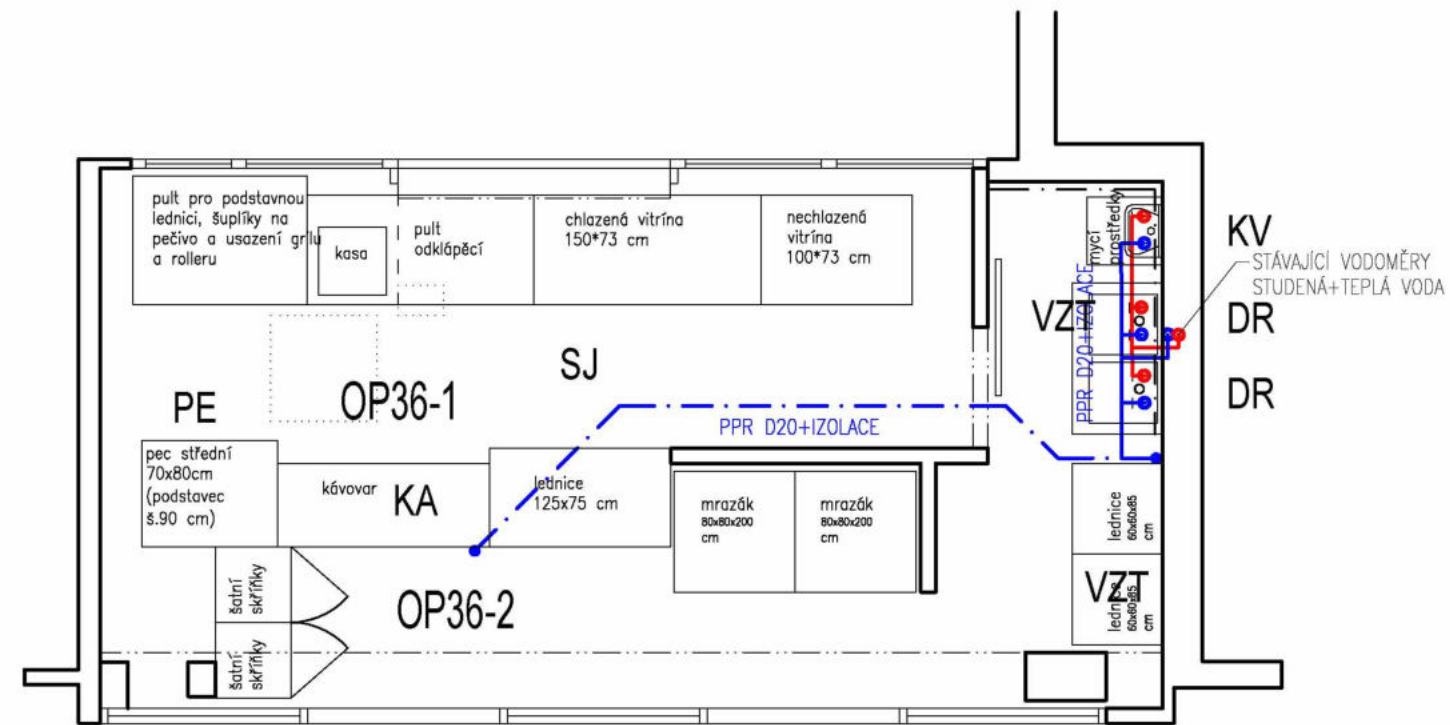 pult pro podstavnou
lednici, šuplíky na
pečivo a usazení grilu
a rolleru
kasa
pult
odklápěcí
chlazená vitrína
150*73 cm
nechlazená
vitrína
100*73 cm
mycí
prostředky
KV
STÁVAJÍCÍ VODOMĚRY
STUDENÁ+TEPLÁ VODA
VZT
PPR D20+IZOLACE
DR
DR
SJ
PE
OP36-1
PPR D20+IZOLACE
pec střední
70x80cm
(podstavec
š.90 cm)
kávovar
KA
lednice
125x75 cm
mrazák
80x80x200
cm
mrazák
80x80x200
cm
lednice
60x60x85
cm
VZT
lednice
60x60x85
cm
šatní
skříňky
OP36-2
šatní
skříňky